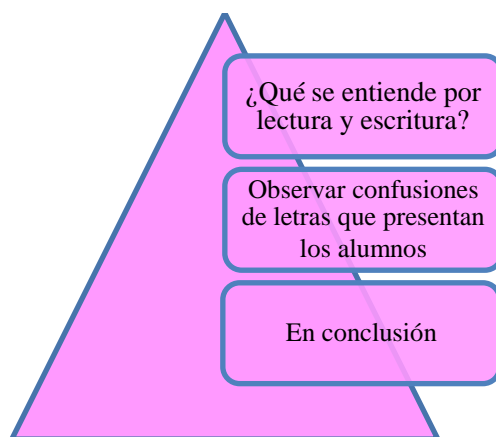 ¿Qué se entiende por
lectura y escritura?
Observar confusiones
de letras que presentan
los alumnos
En conclusión